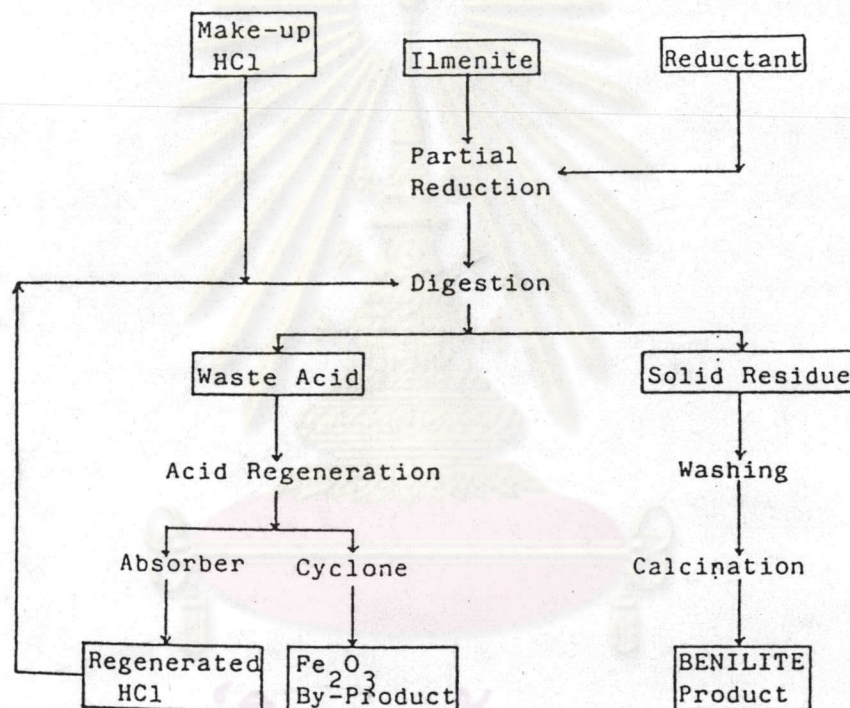 Make-up
HCl
Ilmenite
Reductant
Partial
Reduction
Digestion
Waste Acid
Solid Residue
Acid Regeneration
Washing
Absorber
Cyclone
Calcination
Regenerated
HCl
Fe2O3
By-Product
BENILITE
Product